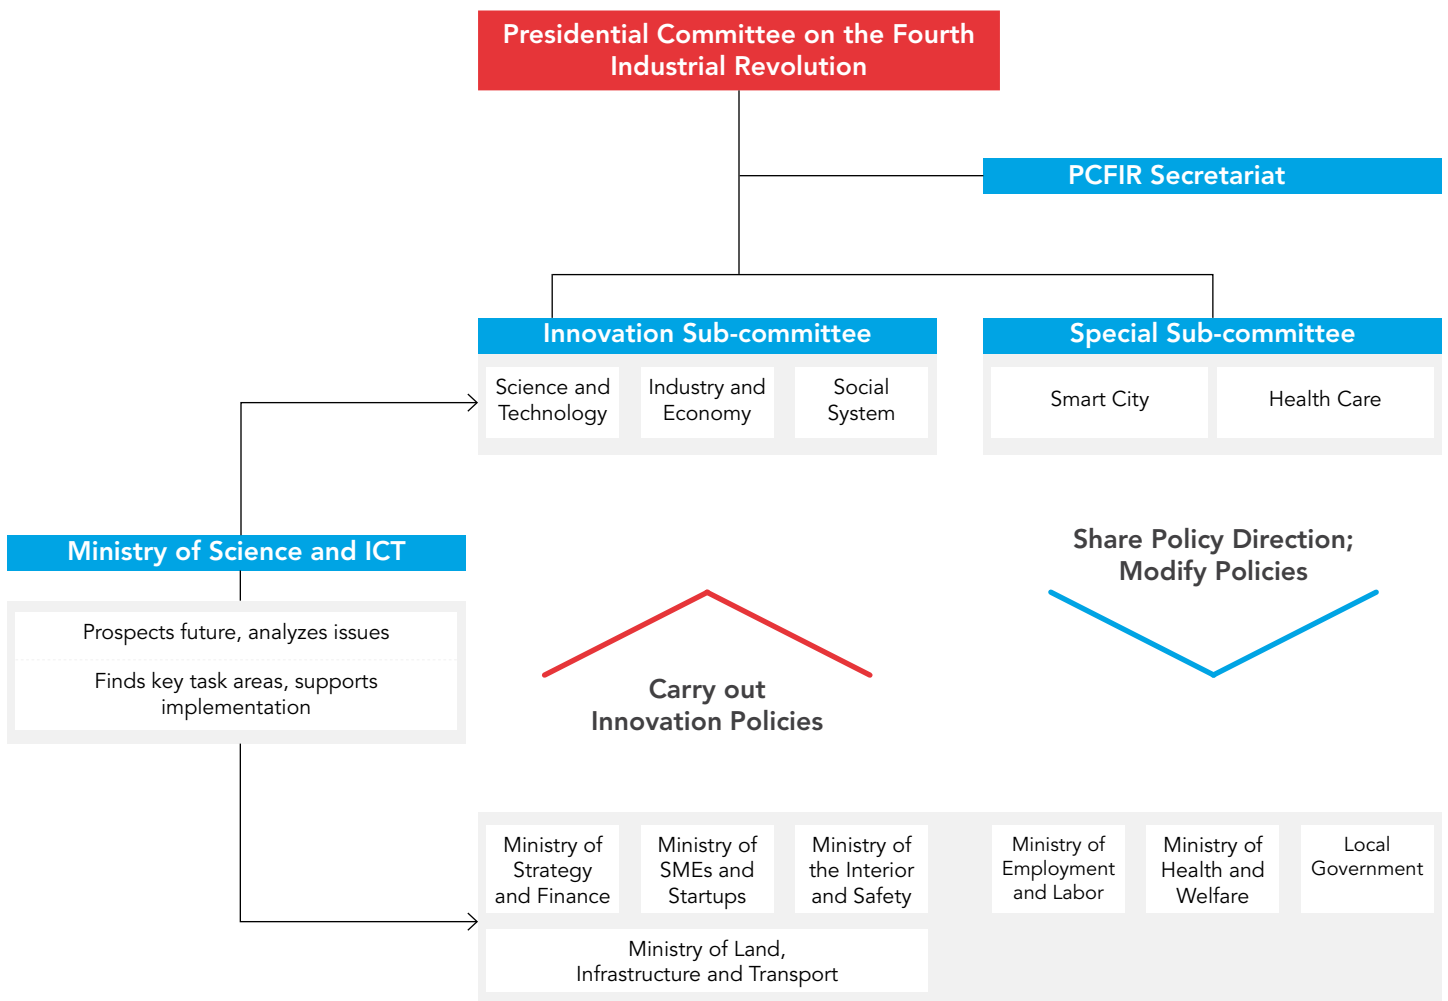 Presidential Committee on the Fourth
Industrial Revolution
PCFIR Secretariat
Innovation Sub-committee
Science and
Technology
Industry and
Economy
Social
System
Special Sub-committee
Smart City
Health Care
Ministry of Science and ICT
Prospects future, analyzes issues
Finds key task areas, supports
implementation
Carry out
Innovation Policies
Share Policy Direction;
Modify Policies
Ministry of
Strategy
and Finance
Ministry of
SMEs and
Startups
Ministry of
the Interior
and Safety
Ministry of
Employment
and Labor
Ministry of
Health and
Welfare
Local
Government
Ministry of Land,
Infrastructure and Transport